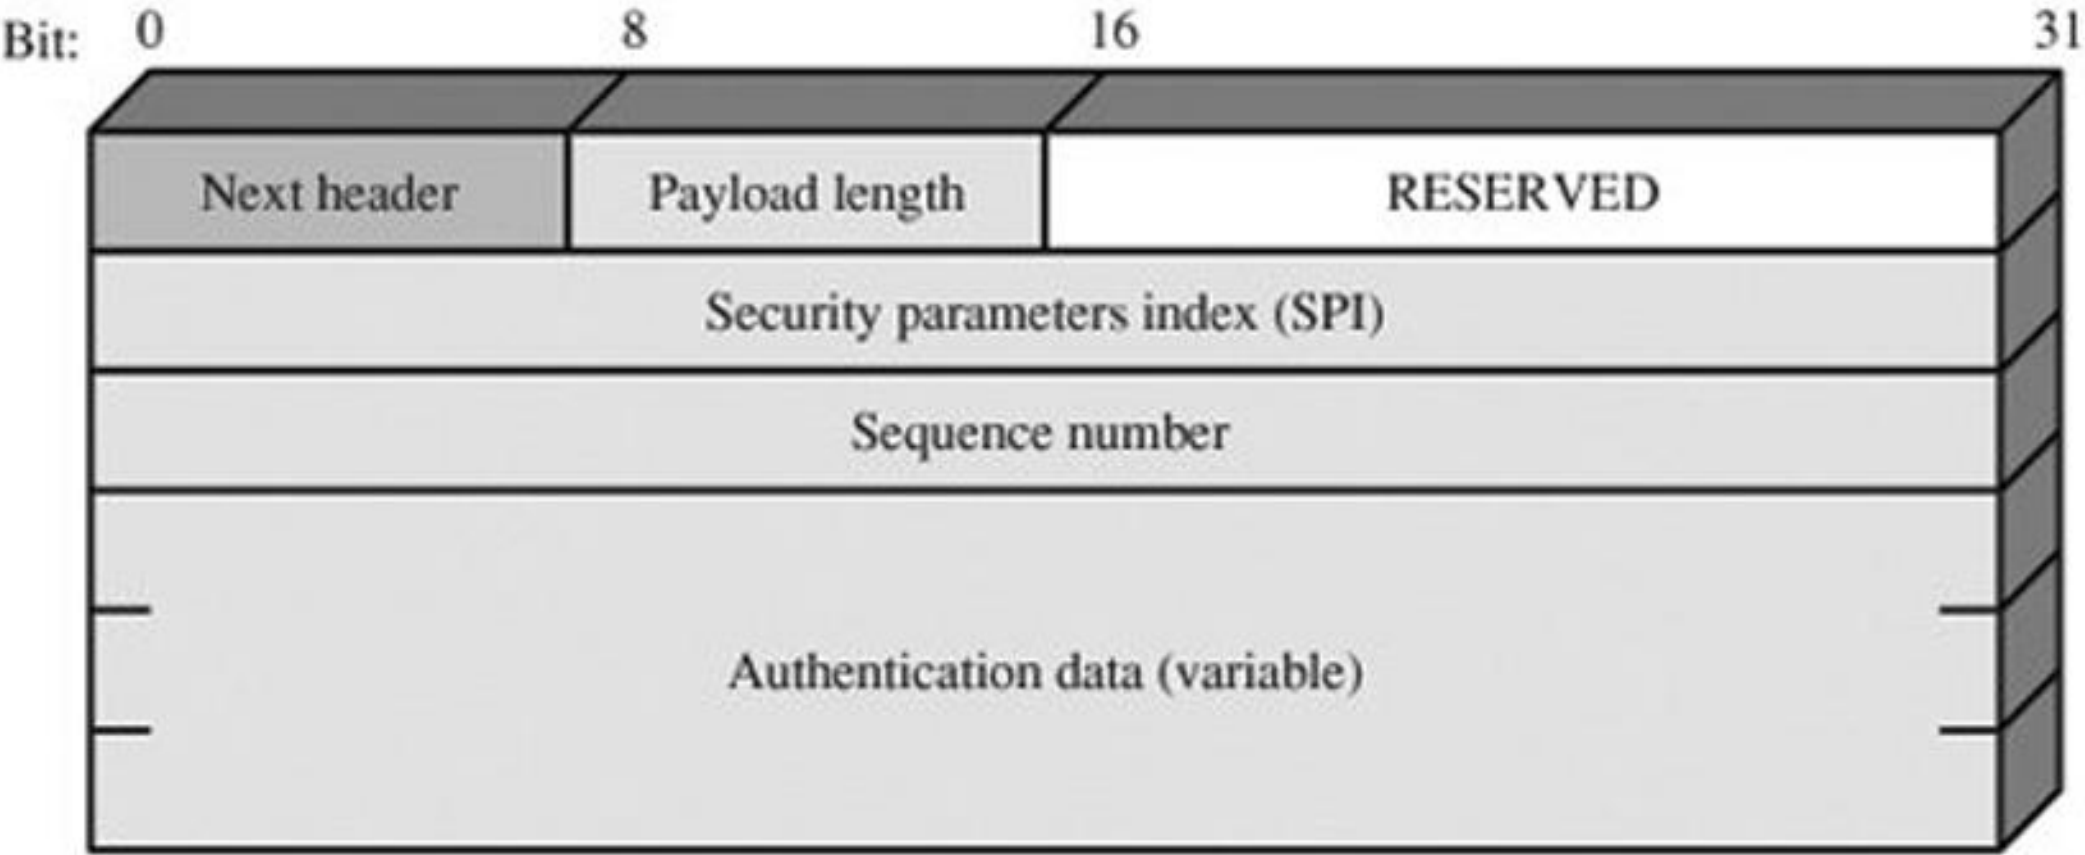 Bit: 0 8 16 31
Next header Payload length RESERVED
Security parameters index (SPI)
Sequence number
Authentication data (variable)